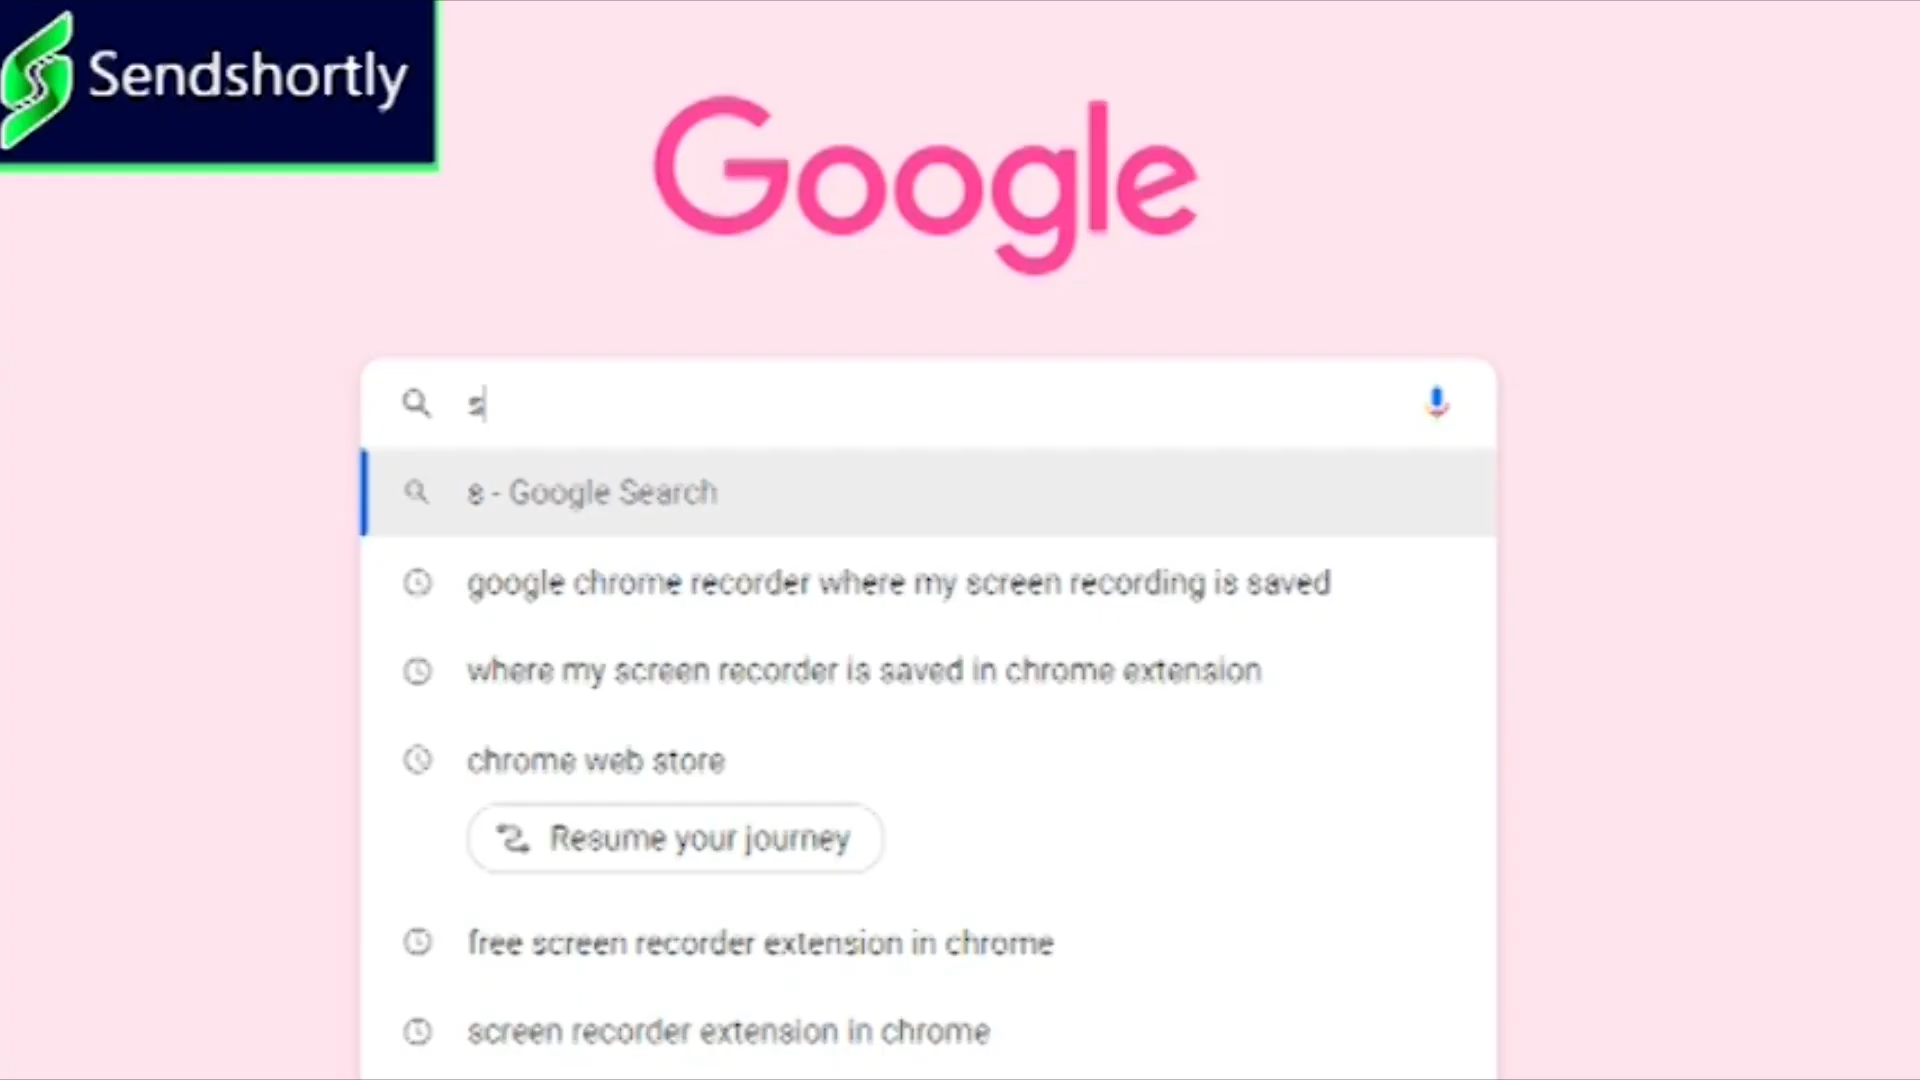 Sendshortly
Google
s
s - Google Search
google chrome recorder where my screen recording is saved
where my screen recorder is saved in chrome extension
chrome web store
Resume your journey
free screen recorder extension in chrome
screen recorder extension in chrome